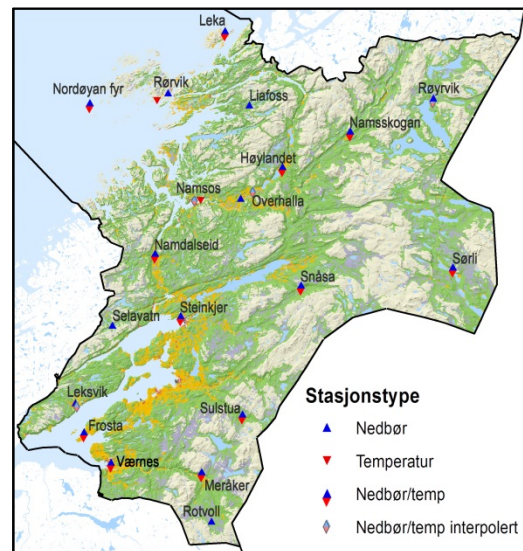 Leka
Nordøyan fyr
Rørvik
Liafoss
Røyrvik
Namsskogan
Høylandet
Namsos
Overhalla
Namdalseid
Sørli
Snåsa
Selavatn
Steinkjer
Leksvik
Frosta
Sulstua
Værnes
Meråker
Rotvoll
Stasjonstype
Nedbør
Temperatur
Nedbør/temp
Nedbør/temp interpolert